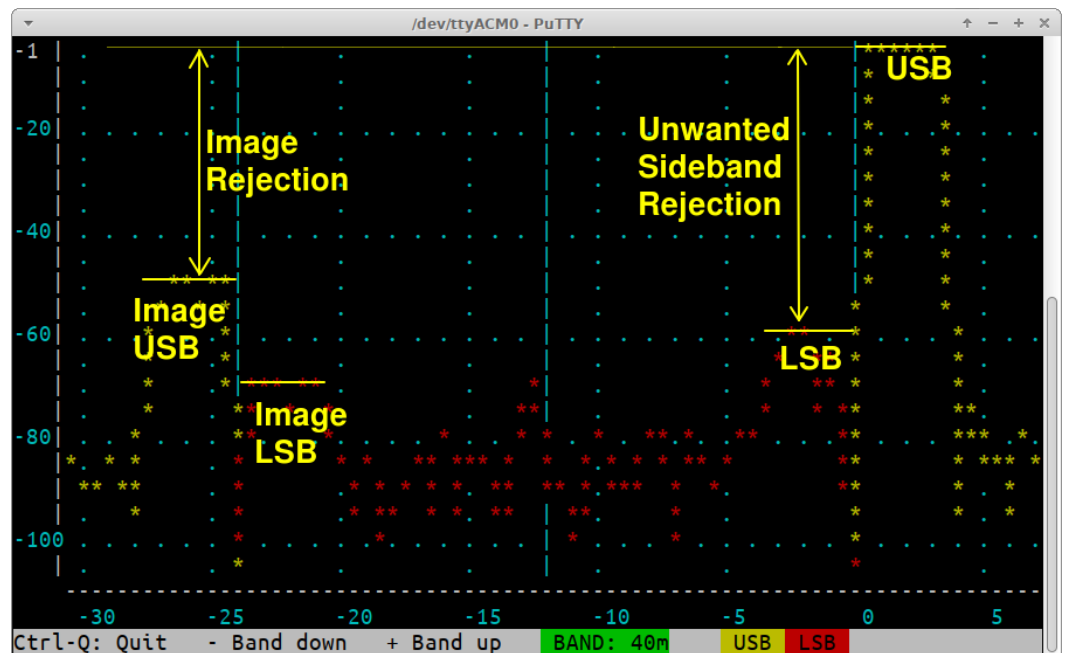 /dev/ttyACM0 - PuTTY
-1
USB
-20
Image
Rejection
Unwanted
Sideband
Rejection
-40
Image
USB
-60
LSB
Image
LSB
-80
-100
-30 -25 -20 -15 -10 -5 0 5
Ctrl-Q: Quit - Band down + Band up BAND: 40m USB LSB